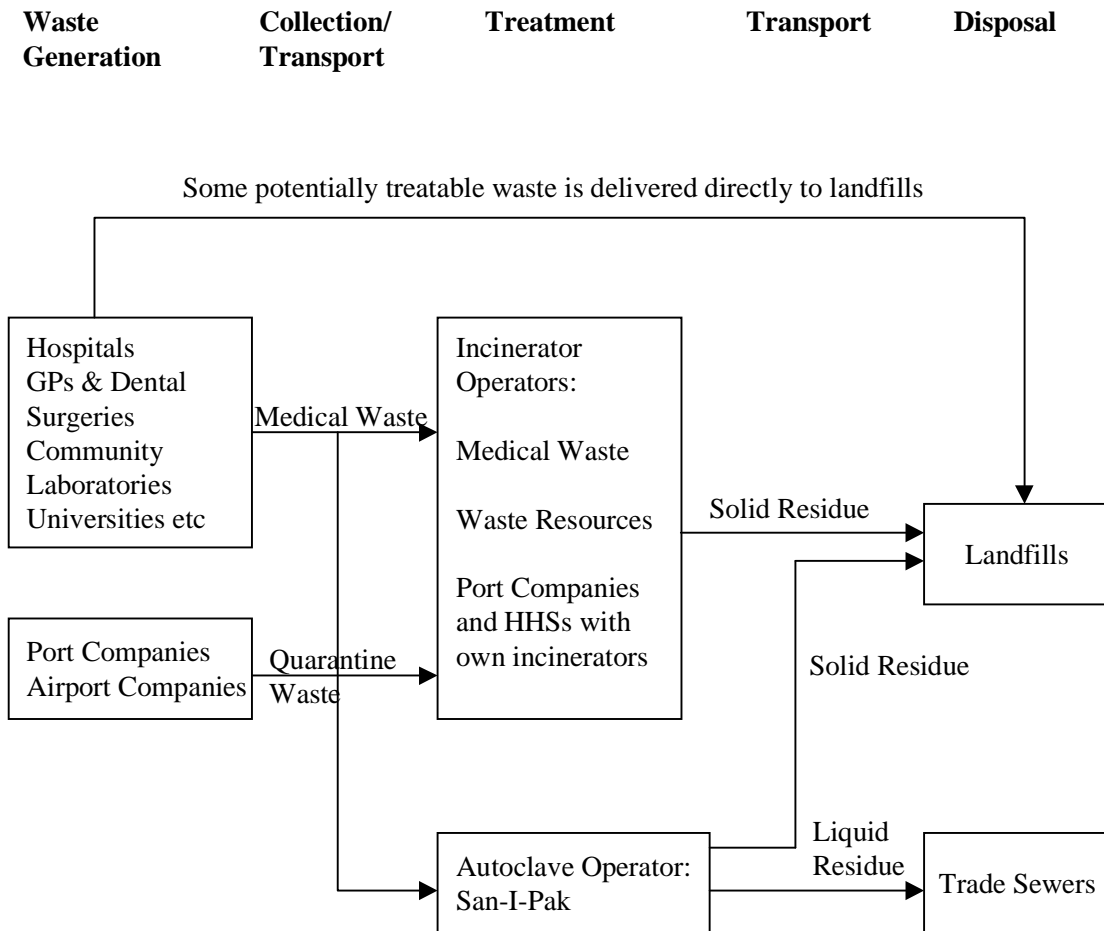 Waste
Generation
Collection/
Transport
Treatment
Transport
Disposal
Some potentially treatable waste is delivered directly to landfills
Hospitals
GPs & Dental
Surgeries
Community
Laboratories
Universities etc
Medical Waste
Incinerator
Operators:
Medical Waste
Waste Resources
Port Companies
and HHSs with
own incinerators
Solid Residue
Landfills
Port Companies
Airport Companies
Quarantine
Waste
Solid Residue
Autoclave Operator:
San-I-Pak
Liquid
Residue
Trade Sewers